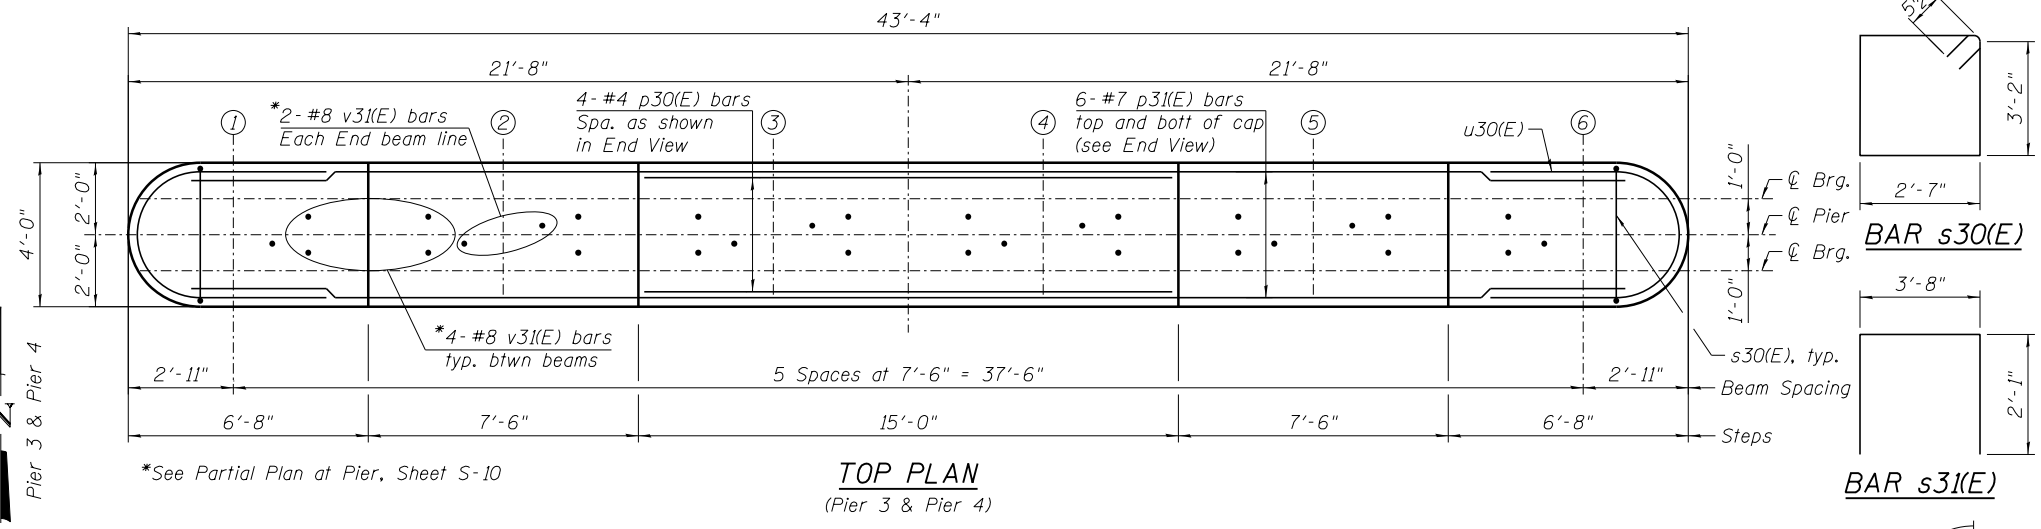 43'-4"
21'-8"
21'-8"
1
*2-#8 v31(E) bars
Each End beam line
2
4-#4 p30(E) bars
Spa. as shown
in End View
3
4
6-#7 p31(E) bars
top and bott of cap
(see End View)
5
u30(E)
6
4'-0"
2'-0"
2'-0"
1'-0"
1'-0"
℄ Brg.
℄ Pier
℄ Brg.
5½"
3'-2"
2'-7"
BAR s30(E)
3'-8"
2'-1"
BAR s31(E)
*4-#8 v31(E) bars
typ. btwn beams
s30(E), typ.
2'-11"
5 Spaces at 7'-6" = 37'-6"
2'-11"
Beam Spacing
6'-8"
7'-6"
15'-0"
7'-6"
6'-8"
Steps
Pier 3 & Pier 4
*See Partial Plan at Pier, Sheet S-10
TOP PLAN
(Pier 3 & Pier 4)